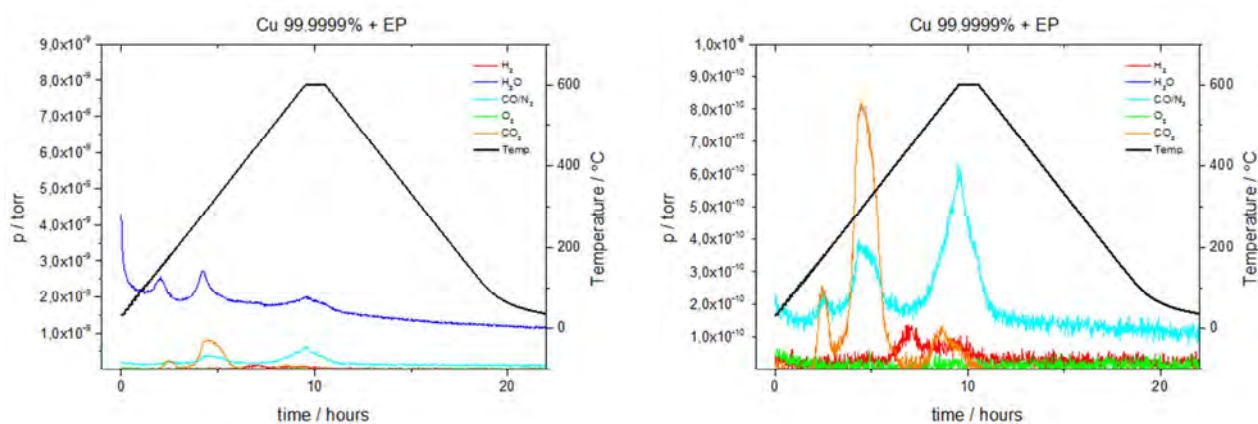 Cu 99.9999% + EP
9,0x10⁻⁹
8,0x10⁻⁹
7,0x10⁻⁹
6,0x10⁻⁹
5,0x10⁻⁹
4,0x10⁻⁹
3,0x10⁻⁹
2,0x10⁻⁹
1,0x10⁻⁹
p / torr
H₂
H₂O
CO/N₂
O₂
CO₂
Temp.
600
400
200
0
Temperature / °C
0
10
20
time / hours
Cu 99.9999% + EP
1,0x10⁻⁹
9,0x10⁻¹⁰
8,0x10⁻¹⁰
7,0x10⁻¹⁰
6,0x10⁻¹⁰
5,0x10⁻¹⁰
4,0x10⁻¹⁰
3,0x10⁻¹⁰
2,0x10⁻¹⁰
1,0x10⁻¹⁰
p / torr
H₂
H₂O
CO/N₂
O₂
CO₂
Temp.
600
400
200
0
Temperature / °C
0
10
20
time / hours